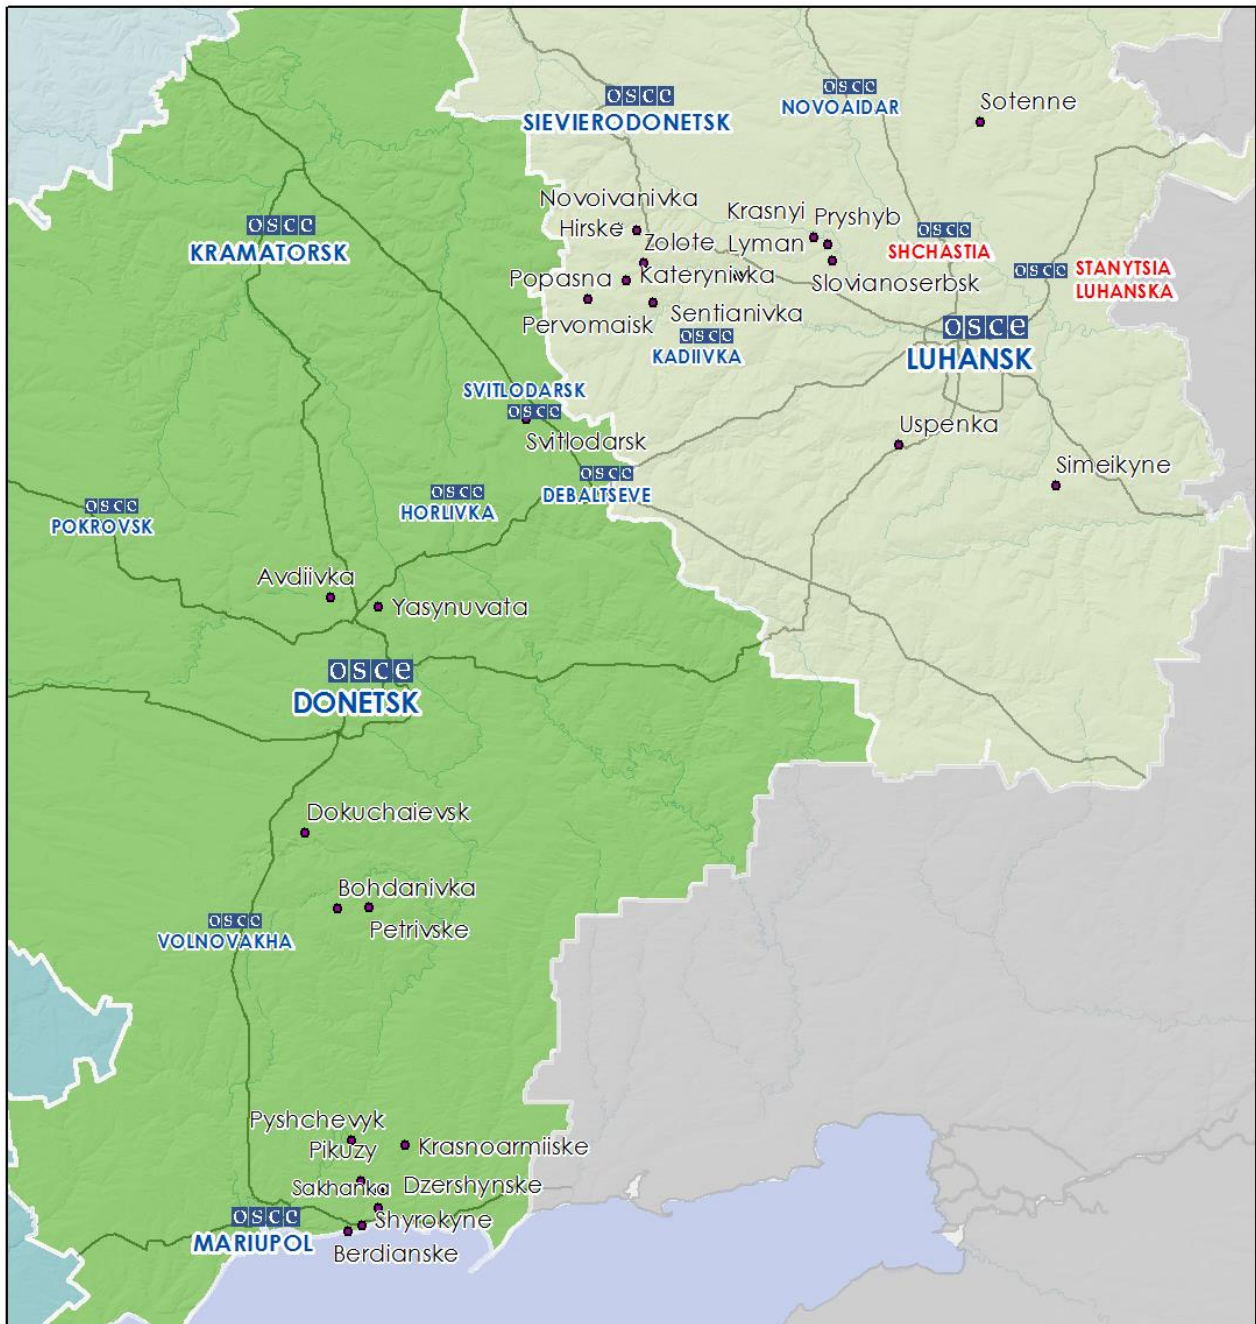 osce
SIEVIERODONETSK
osce
NOVOAIDAR
Sotenne
Novoivanivka
Hirske
Zolote
Krasnyi
Lyman
Pryshyb
osce
SHCHASTIA
osce
KRAMATORSK
Popasna
Katerynivka
Slovianoserbsk
osce
STANYTSIA
LUHANSKA
Pervomaisk
Sentianivka
osce
KADIIVKA
osce
LUHANSK
SVITLODARSK
osce
Svitlodarsk
Uspenka
osce
DEBALTSEVE
Simeikyne
osce
HORLIVKA
osce
POKROVSK
Avdiivka
Yasynuvata
osce
DONETSK
Dokuchaievsk
Bohdanivka
Petrivske
osce
VOLNOVAKHA
Pyshchevyk
Pikuzy
Krasnoarmiiske
Sakhanka
Dzershynske
osce
MARIUPOL
Shyrokyne
Berdianske